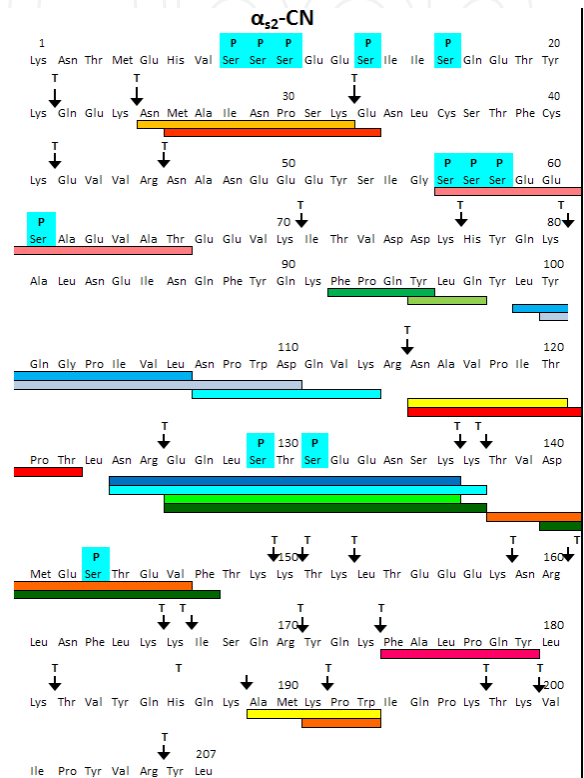 αs2-CN
P P P P P
1 20
Lys Asn Thr Met Glu His Val Ser Ser Ser Glu Glu Ser Ile Ile Ser Gln Glu Thr Tyr
T T T
30 40
Lys Gln Glu Lys Asn Met Ala Ile Asn Pro Ser Lys Glu Asn Leu Cys Ser Thr Phe Cys
T T
50 P P P 60
Lys Glu Val Val Arg Asn Ala Asn Glu Glu Glu Tyr Ser Ile Gly Ser Ser Ser Glu Glu
T T T
P 70 80
Ser Ala Glu Val Ala Thr Glu Glu Val Lys Ile Thr Val Asp Asp Lys His Tyr Gln Lys
90 100
Ala Leu Asn Glu Ile Asn Gln Phe Tyr Gln Lys Phe Pro Gln Tyr Leu Gln Tyr Leu Tyr
T
110 120
Gln Gly Pro Ile Val Leu Asn Pro Trp Asp Gln Val Lys Arg Asn Ala Val Pro Ile Thr
T T T
P 130 P 140
Pro Thr Leu Asn Arg Glu Gln Leu Ser Thr Ser Glu Glu Asn Ser Lys Lys Thr Val Asp
T T T T T
P 150 160
Met Glu Ser Thr Glu Val Phe Thr Lys Lys Thr Lys Leu Thr Glu Glu Glu Lys Asn Arg
T T T T
170 180
Leu Asn Phe Leu Lys Lys Ile Ser Gln Arg Tyr Gln Lys Phe Ala Leu Pro Gln Tyr Leu
T T T T T
190 200
Lys Thr Val Tyr Gln His Gln Lys Ala Met Lys Pro Trp Ile Gln Pro Lys Thr Lys Val
T
207
Ile Pro Tyr Val Arg Tyr Leu